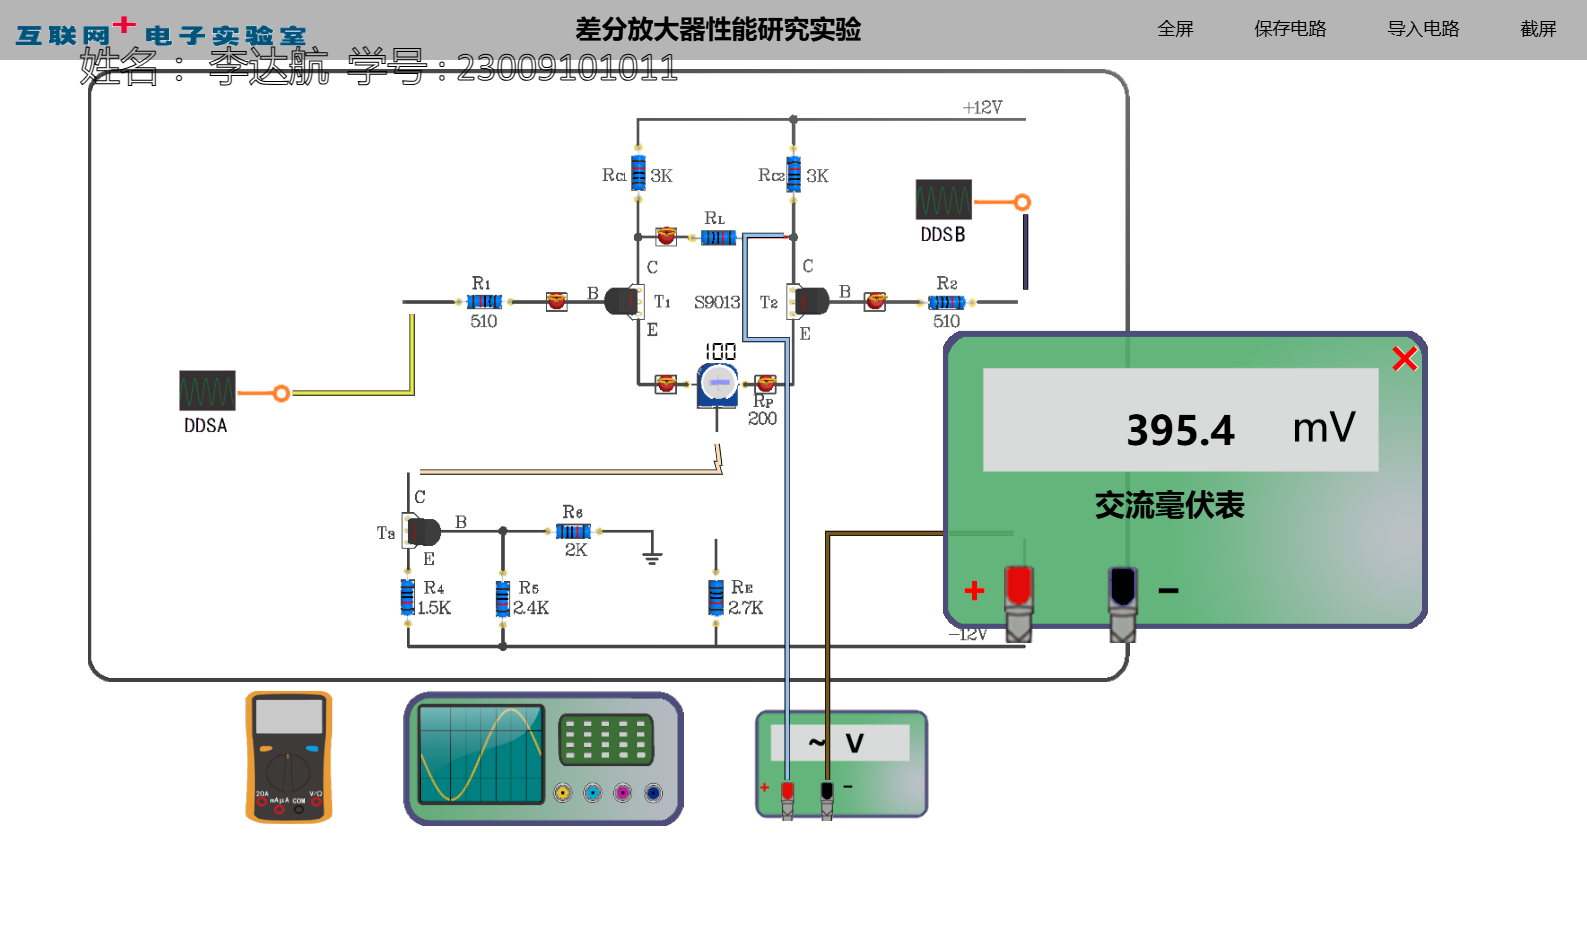 互联网+电子实验室
差分放大器性能研究实验
全屏
保存电路
导入电路
截屏
姓名：李达航 学号：23009101011
+12V
RC1 3K
RC2 3K
RL
DDSB
C
C
R1
B
T1
S9013
T2
B
R2
510
E
E
510
100
RP
200
DDSA
395.4 mV
交流毫伏表
C
T3
B
R6
2K
E
R4
1.5K
R5
2.4K
RE
2.7K
+
−
−12V
~ V
+
−
20A
mAμA
COM
V/Ω